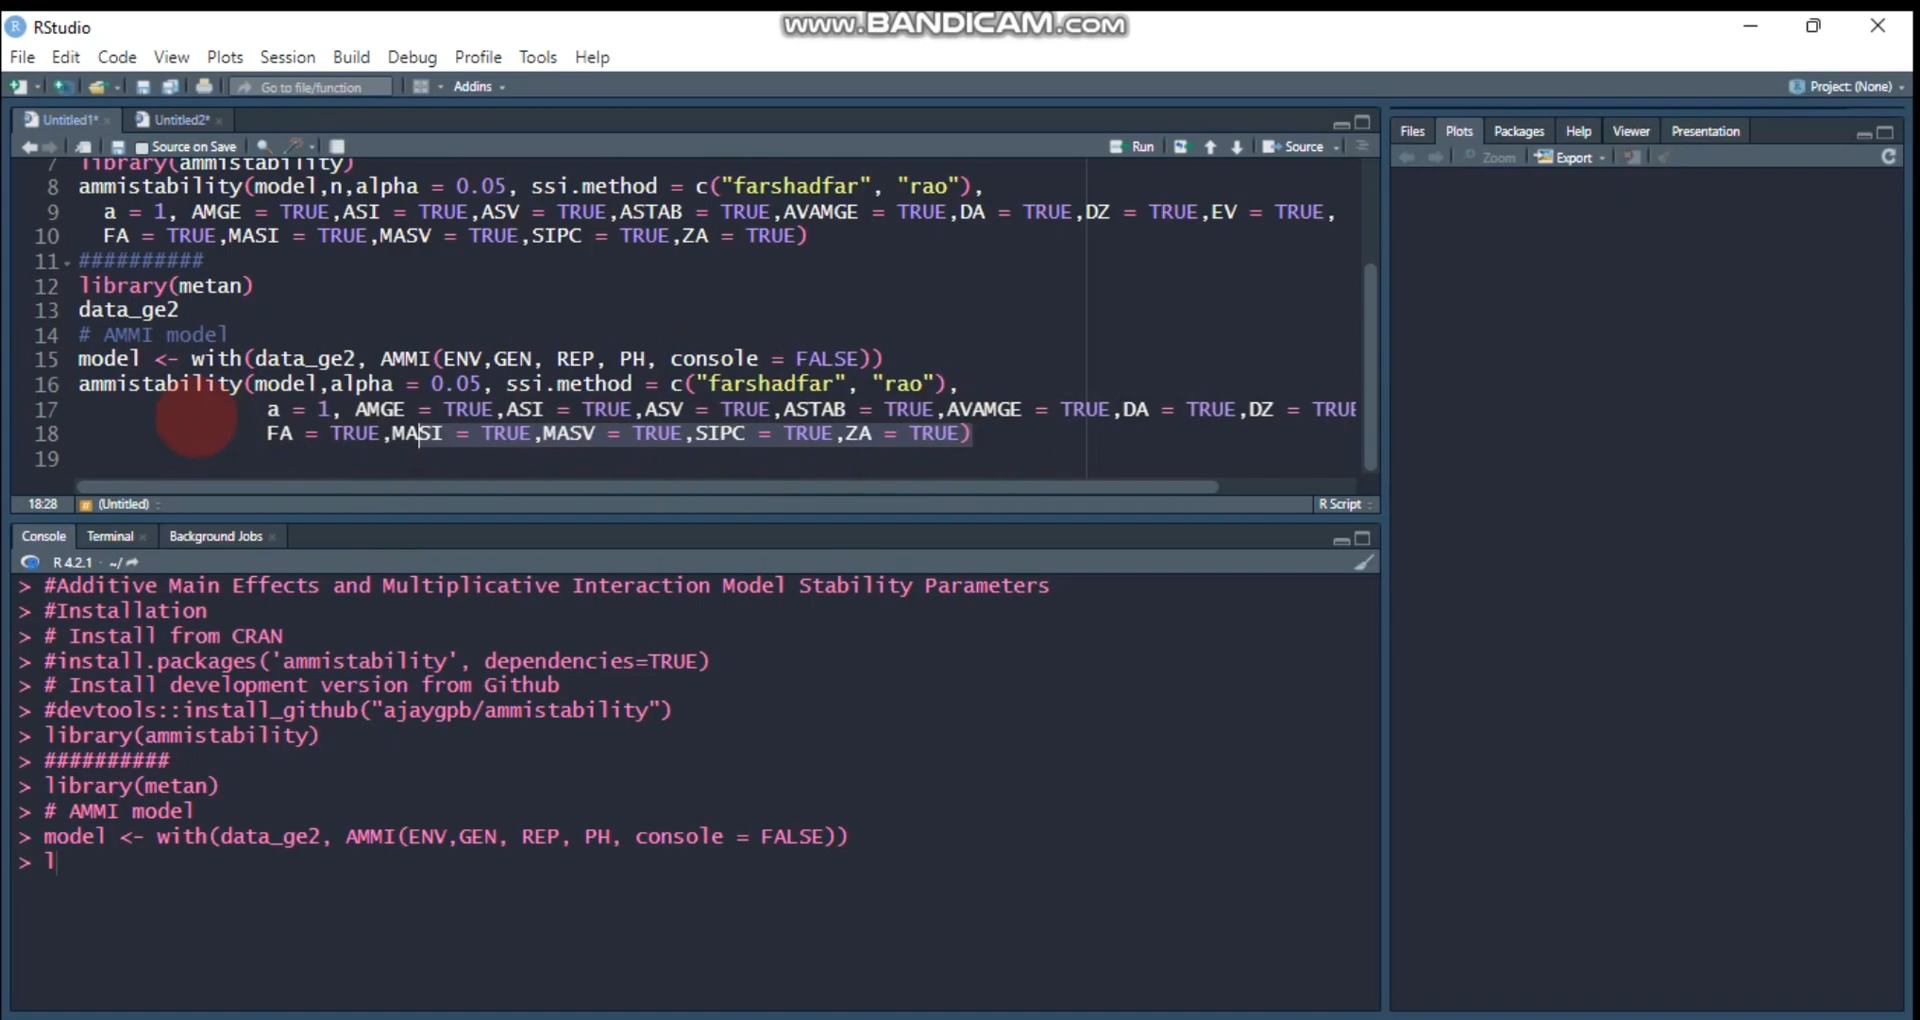 www.BANDICAM.com
RStudio
File Edit Code View Plots Session Build Debug Profile Tools Help
Go to file/function Addins Project: (None)
Untitled1* Untitled2*
Source on Save Run Source
7 library(ammistability)
8 ammistability(model,n,alpha = 0.05, ssi.method = c("farshadfar", "rao"),
9 a = 1, AMGE = TRUE,ASI = TRUE,ASV = TRUE,ASTAB = TRUE,AVAMGE = TRUE,DA = TRUE,DZ = TRUE,EV = TRUE,
10 FA = TRUE,MASI = TRUE,MASV = TRUE,SIPC = TRUE,ZA = TRUE)
11 ##########
12 library(metan)
13 data_ge2
14 # AMMI model
15 model <- with(data_ge2, AMMI(ENV,GEN, REP, PH, console = FALSE))
16 ammistability(model,alpha = 0.05, ssi.method = c("farshadfar", "rao"),
17 a = 1, AMGE = TRUE,ASI = TRUE,ASV = TRUE,ASTAB = TRUE,AVAMGE = TRUE,DA = TRUE,DZ = TRUE
18 FA = TRUE,MASI = TRUE,MASV = TRUE,SIPC = TRUE,ZA = TRUE)
19
18:28 # (Untitled) R Script
Console Terminal Background Jobs
R 4.2.1 · ~/
> #Additive Main Effects and Multiplicative Interaction Model Stability Parameters
> #Installation
> # Install from CRAN
> #install.packages('ammistability', dependencies=TRUE)
> # Install development version from Github
> #devtools::install_github("ajaygpb/ammistability")
> library(ammistability)
> ##########
> library(metan)
> # AMMI model
> model <- with(data_ge2, AMMI(ENV,GEN, REP, PH, console = FALSE))
> l
Files Plots Packages Help Viewer Presentation
Zoom Export